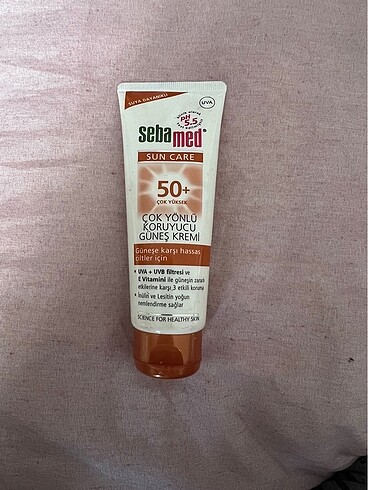 SUYA DAYANIKLI
UVA
pH
5.5
sebamed®
SUN CARE
50+
ÇOK YÜKSEK
ÇOK YÖNLÜ
KORUYUCU
GÜNEŞ KREMİ
Güneşe karşı hassas
ciltler için
• UVA + UVB filtresi ve
E Vitamini ile güneşin zararlı
etkilerine karşı 3 etkili koruma
• İnülin ve Lesitin yoğun
nemlendirme sağlar
SCIENCE FOR HEALTHY SKIN